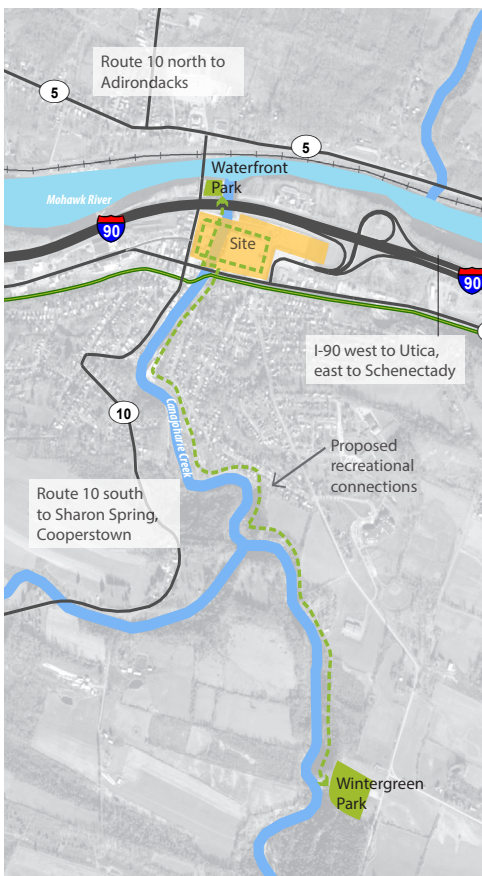 Route 10 north to
Adirondacks
5
5
Waterfront
Park
Mohawk River
90
Site
90
I-90 west to Utica,
east to Schenectady
10
Canajoharie Creek
Proposed
recreational
connections
Route 10 south
to Sharon Spring,
Cooperstown
Wintergreen
Park